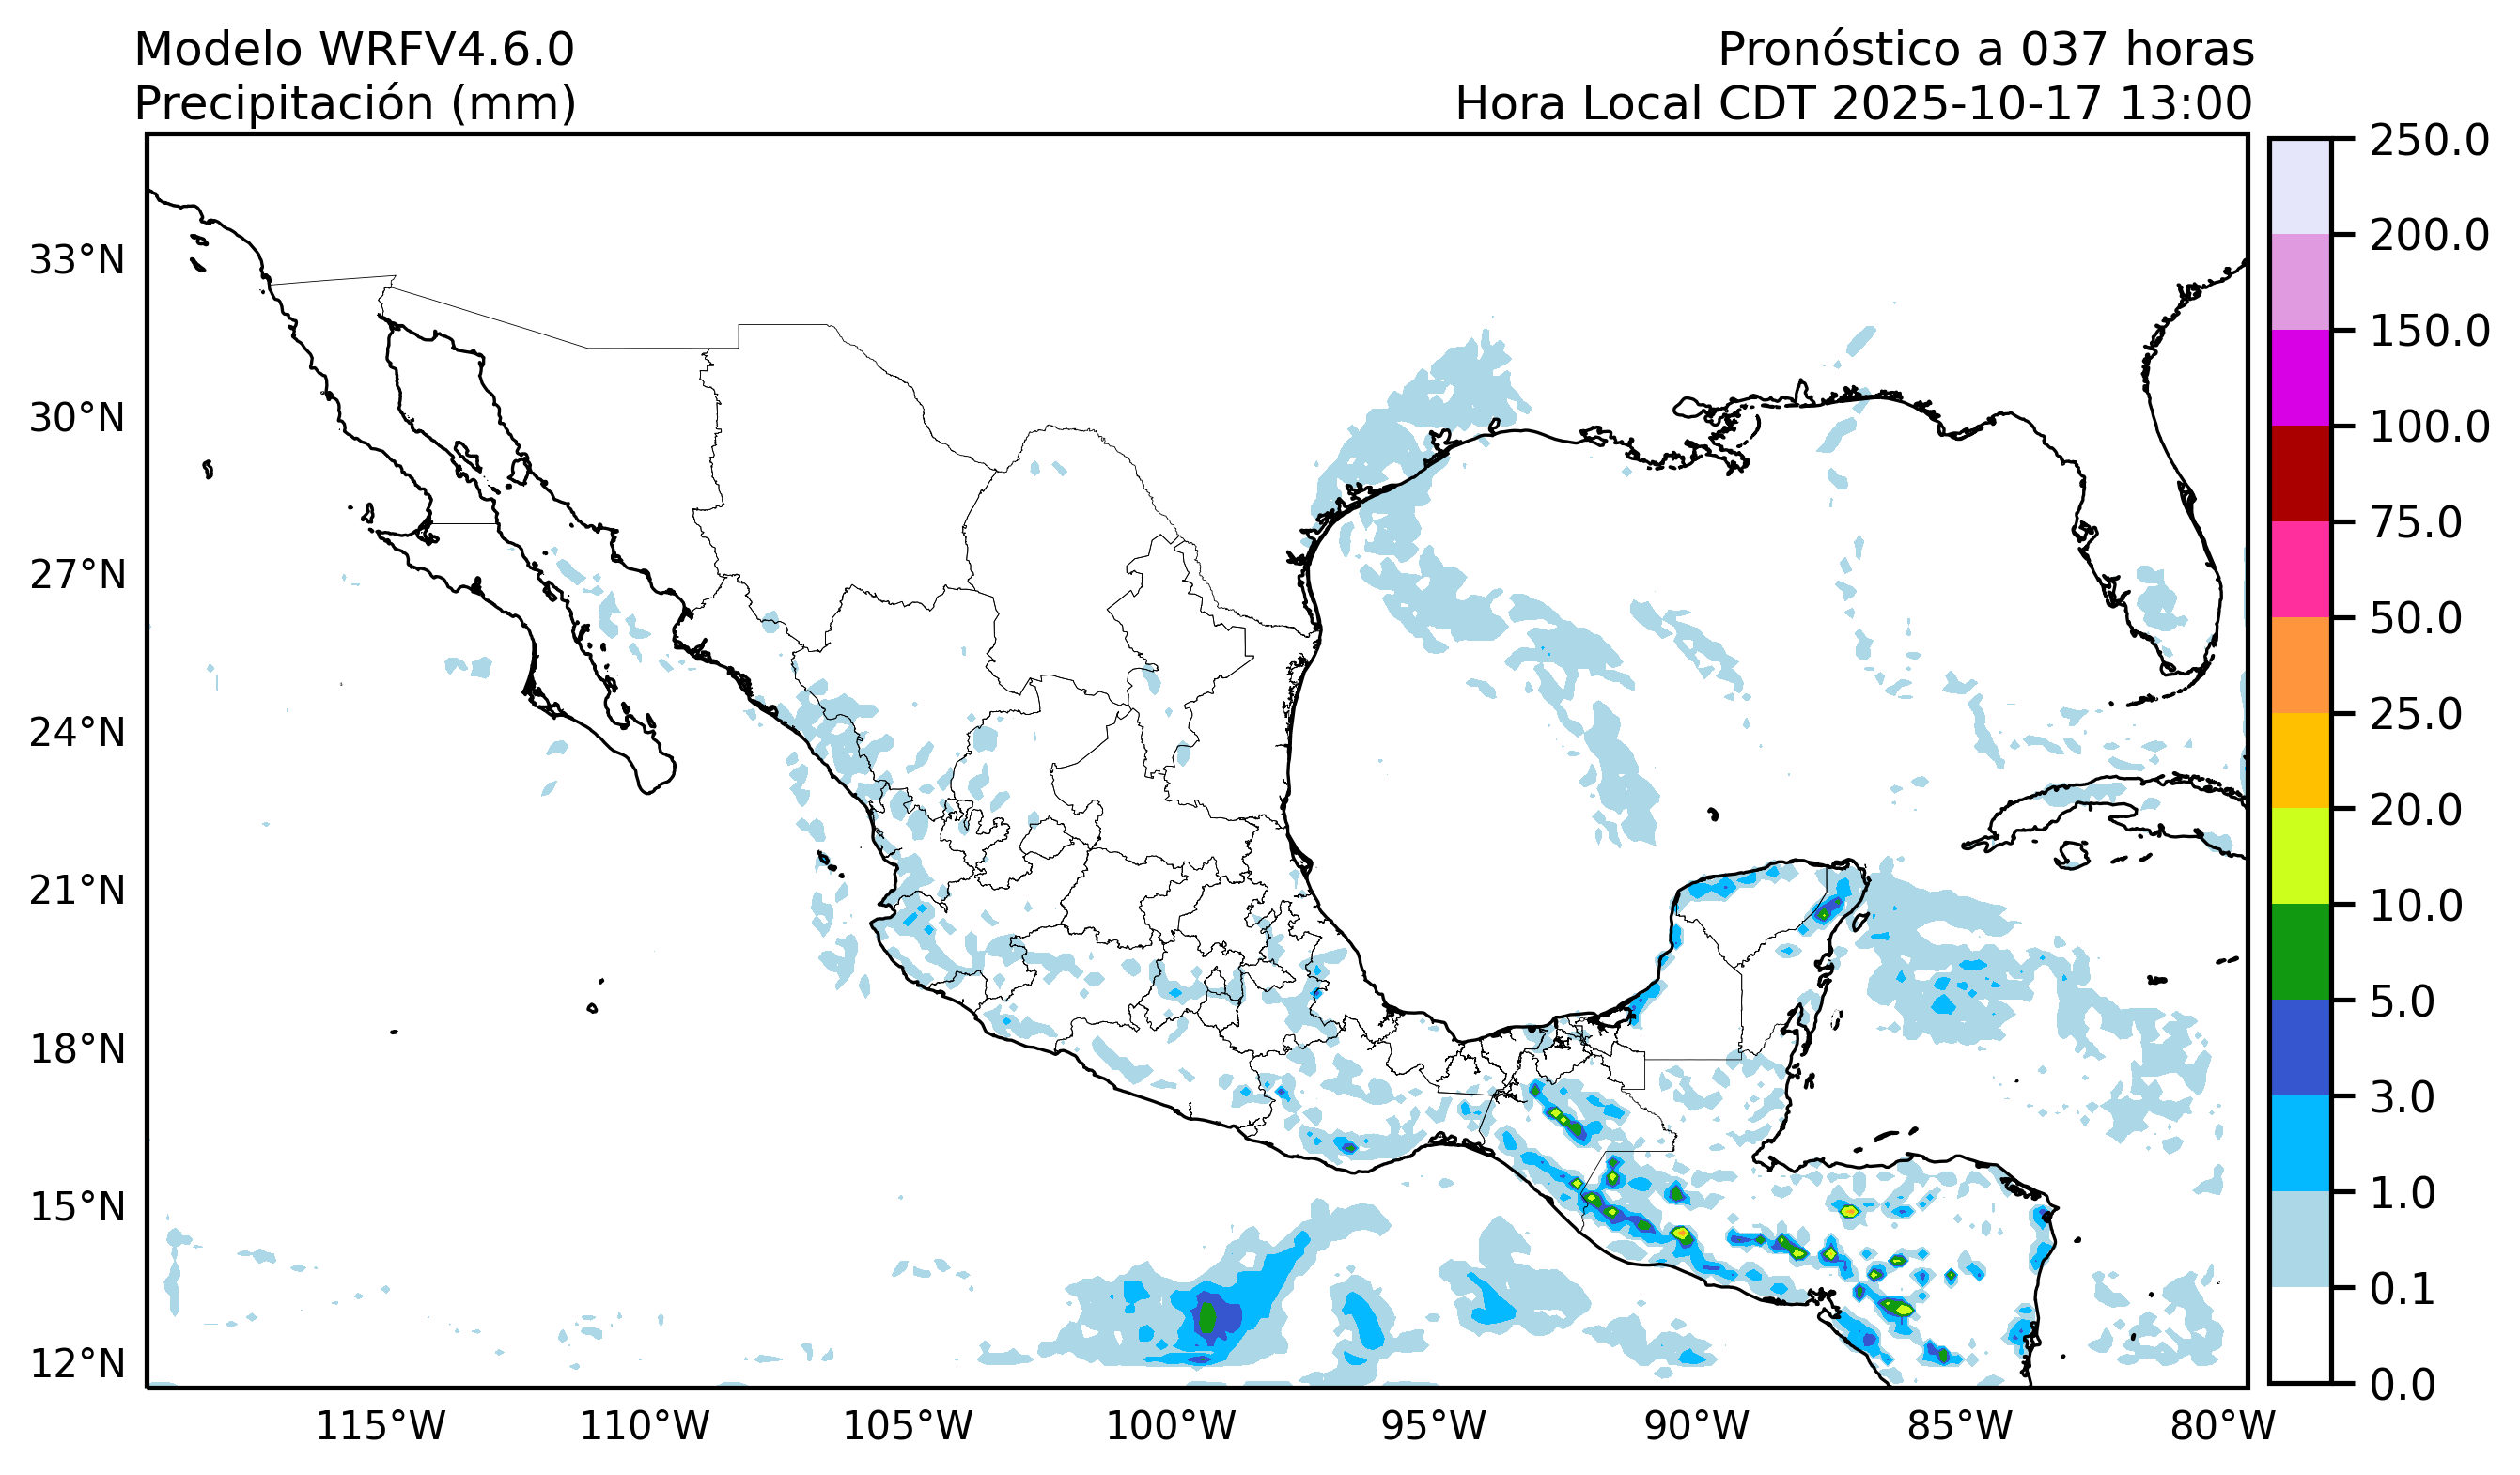 Modelo WRFV4.6.0
Precipitación (mm)
Pronóstico a 037 horas
Hora Local CDT 2025-10-17 13:00
33°N
30°N
27°N
24°N
21°N
18°N
15°N
12°N
115°W
110°W
105°W
100°W
95°W
90°W
85°W
80°W
250.0
200.0
150.0
100.0
75.0
50.0
25.0
20.0
10.0
5.0
3.0
1.0
0.1
0.0